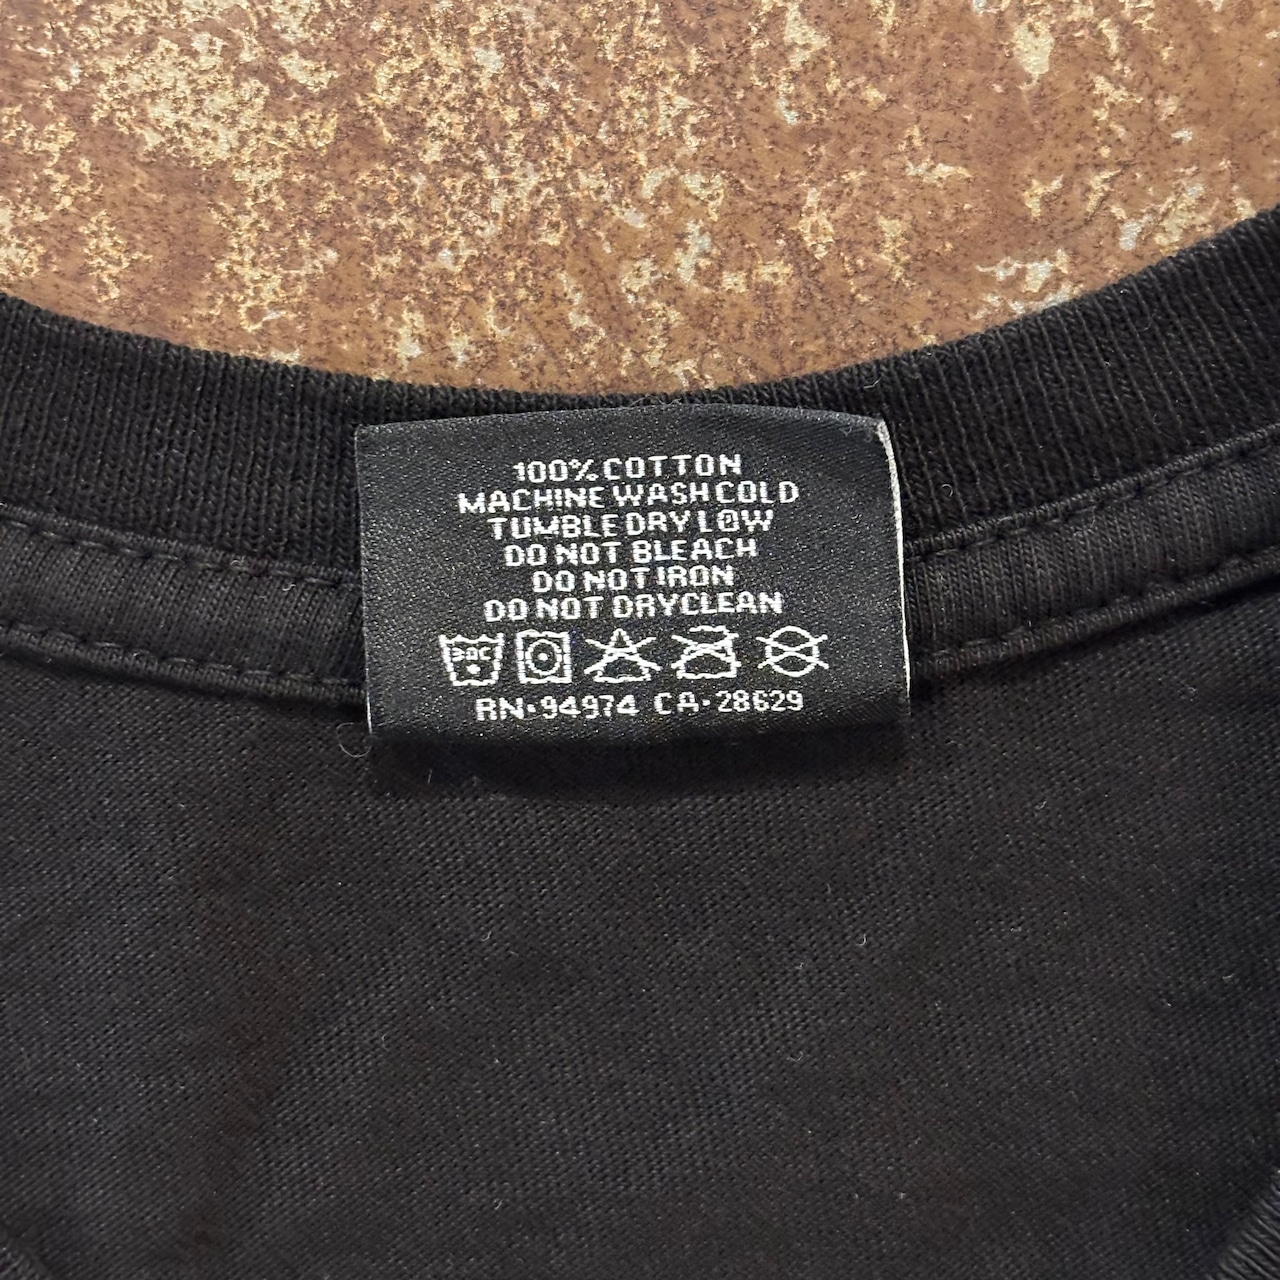 100% COTTON
MACHINE WASH COLD
TUMBLE DRY LOW
DO NOT BLEACH
DO NOT IRON
DO NOT DRYCLEAN
30C
RN·94974 CA·28629